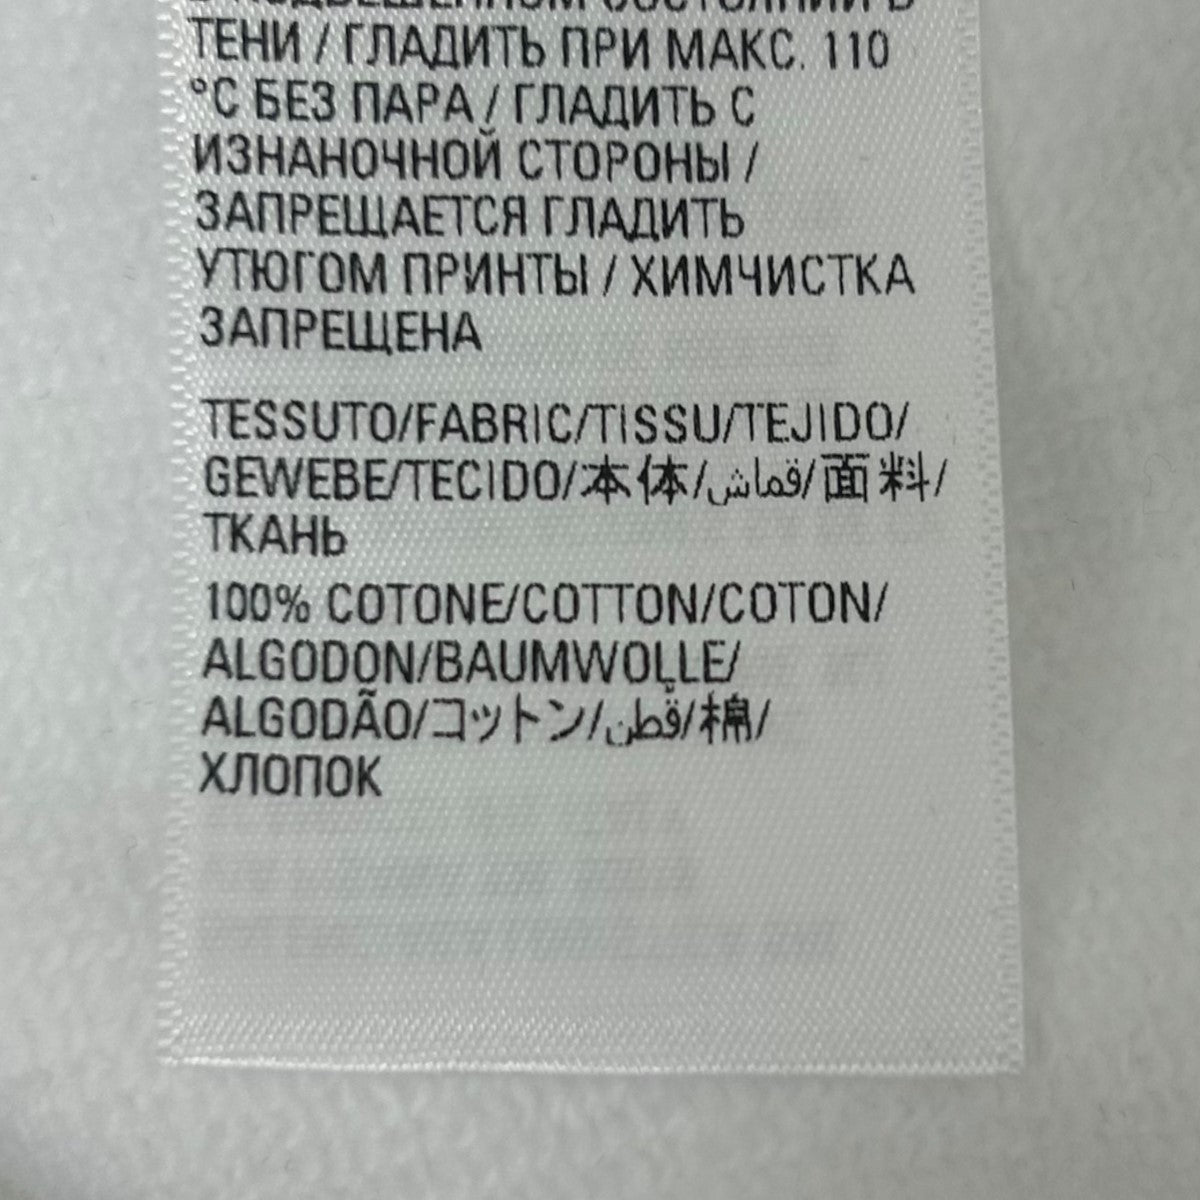 В ПОДВЕШЕННОМ СОСТОЯНИИ В
ТЕНИ / ГЛАДИТЬ ПРИ МАКС. 110
°C БЕЗ ПАРА / ГЛАДИТЬ С
ИЗНАНОЧНОЙ СТОРОНЫ /
ЗАПРЕЩАЕТСЯ ГЛАДИТЬ
УТЮГОМ ПРИНТЫ / ХИМЧИСТКА
ЗАПРЕЩЕНА
TESSUTO/FABRIC/TISSU/TEJIDO/
GEWEBE/TECIDO/本体/قماش/面料/
ТКАНЬ
100% COTONE/COTTON/COTON/
ALGODON/BAUMWOLLE/
ALGODÃO/コットン/قطن/棉/
ХЛОПОК